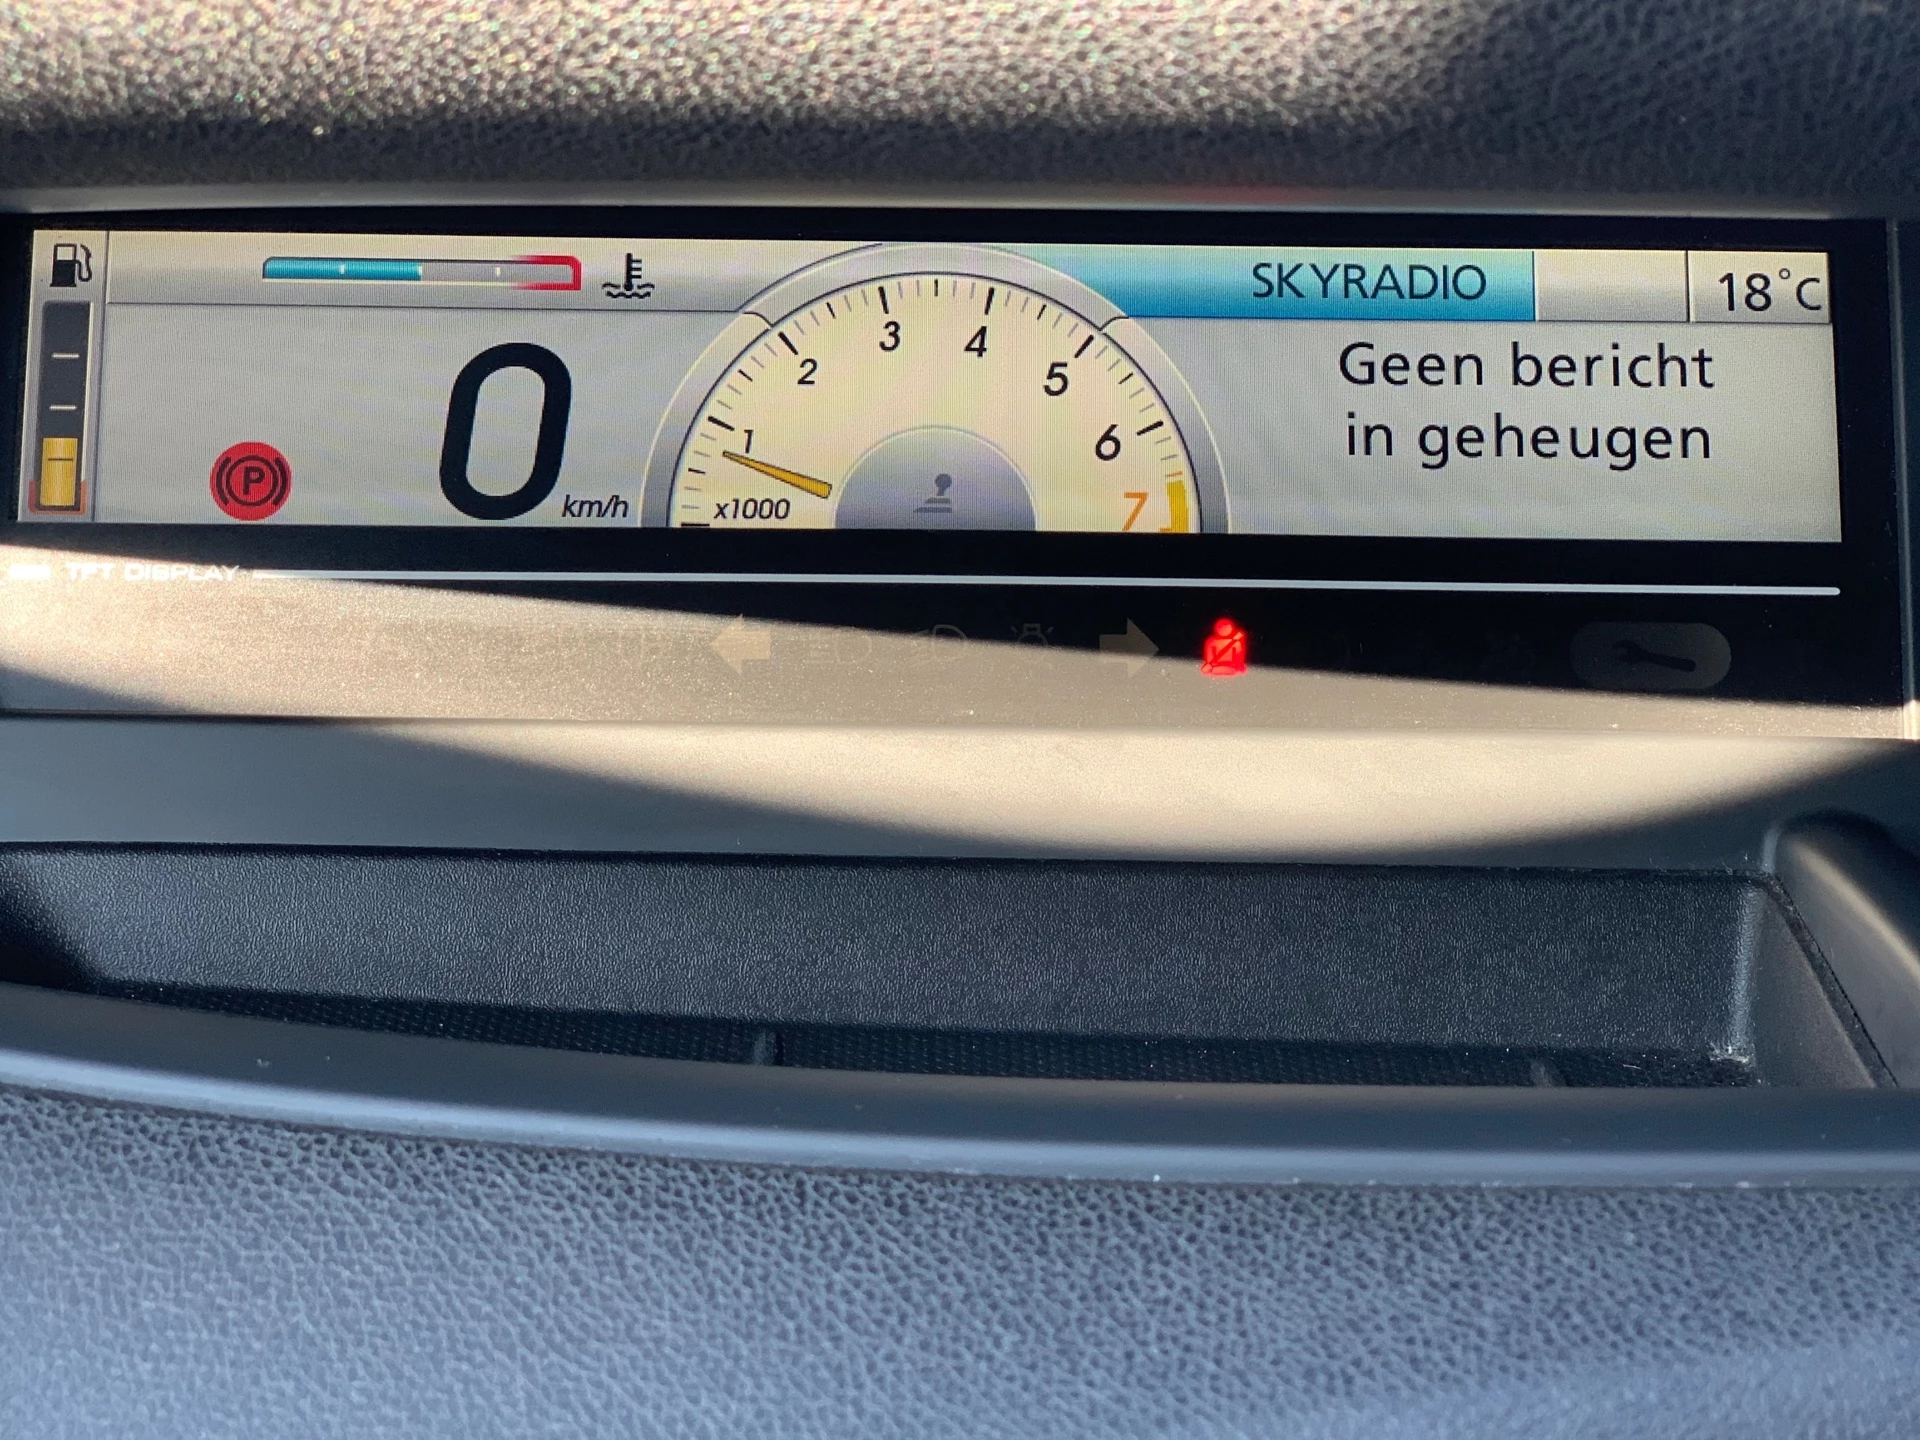 SKYRADIO
18°C
Geen bericht
in geheugen
0
km/h
1
2
3
4
5
6
7
x1000
P
TFT DISPLAY